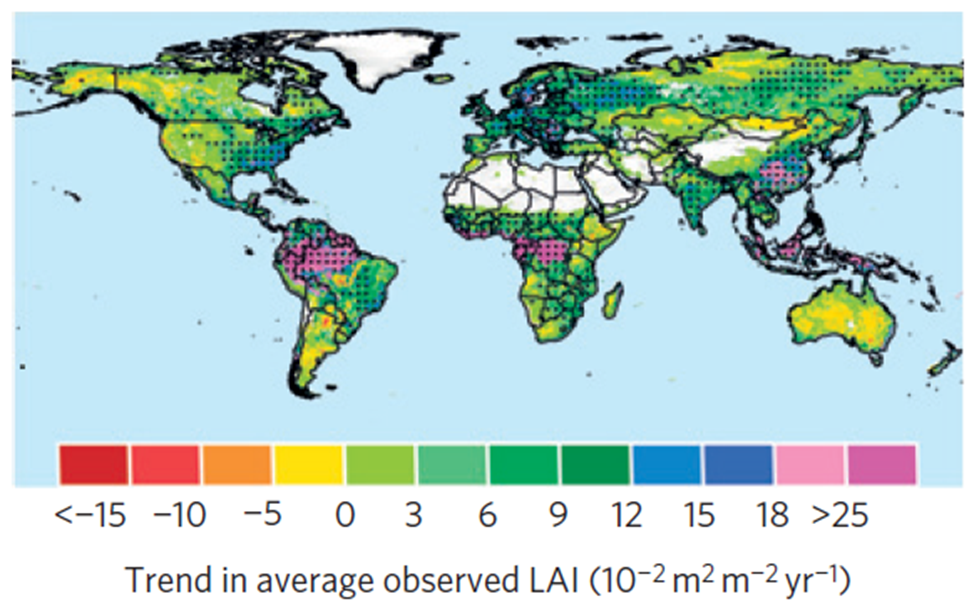 <−15 −10 −5 0 3 6 9 12 15 18 >25
Trend in average observed LAI (10⁻² m² m⁻² yr⁻¹)